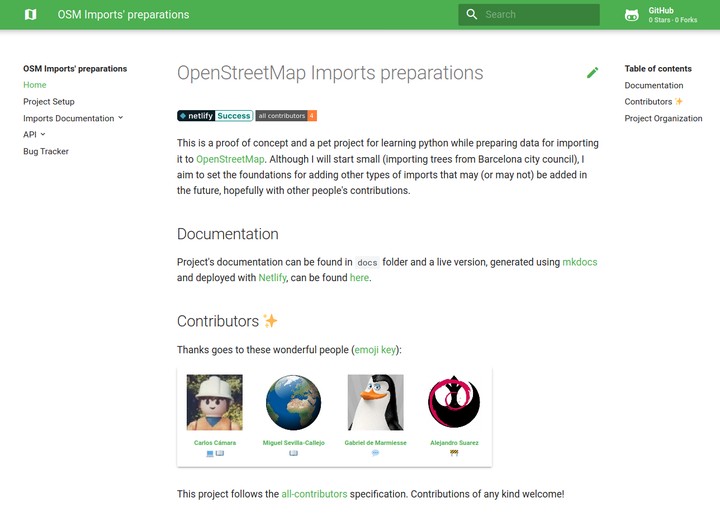 OSM Imports' preparations
Search
GitHub
0 Stars · 0 Forks
OSM Imports' preparations
Home
Project Setup
Imports Documentation
API
Bug Tracker
OpenStreetMap Imports preparations
netlify Success
all contributors 4
This is a proof of concept and a pet project for learning python while preparing data for importing
it to OpenStreetMap. Although I will start small (importing trees from Barcelona city council), I
aim to set the foundations for adding other types of imports that may (or may not) be added in
the future, hopefully with other people's contributions.
Documentation
Project's documentation can be found in docs folder and a live version, generated using mkdocs
and deployed with Netlify, can be found here.
Contributors ✨
Thanks goes to these wonderful people (emoji key):
Carlos Cámara
Miguel Sevilla-Callejo
Gabriel de Marmiesse
Alejandro Suarez
This project follows the all-contributors specification. Contributions of any kind welcome!
Table of contents
Documentation
Contributors ✨
Project Organization